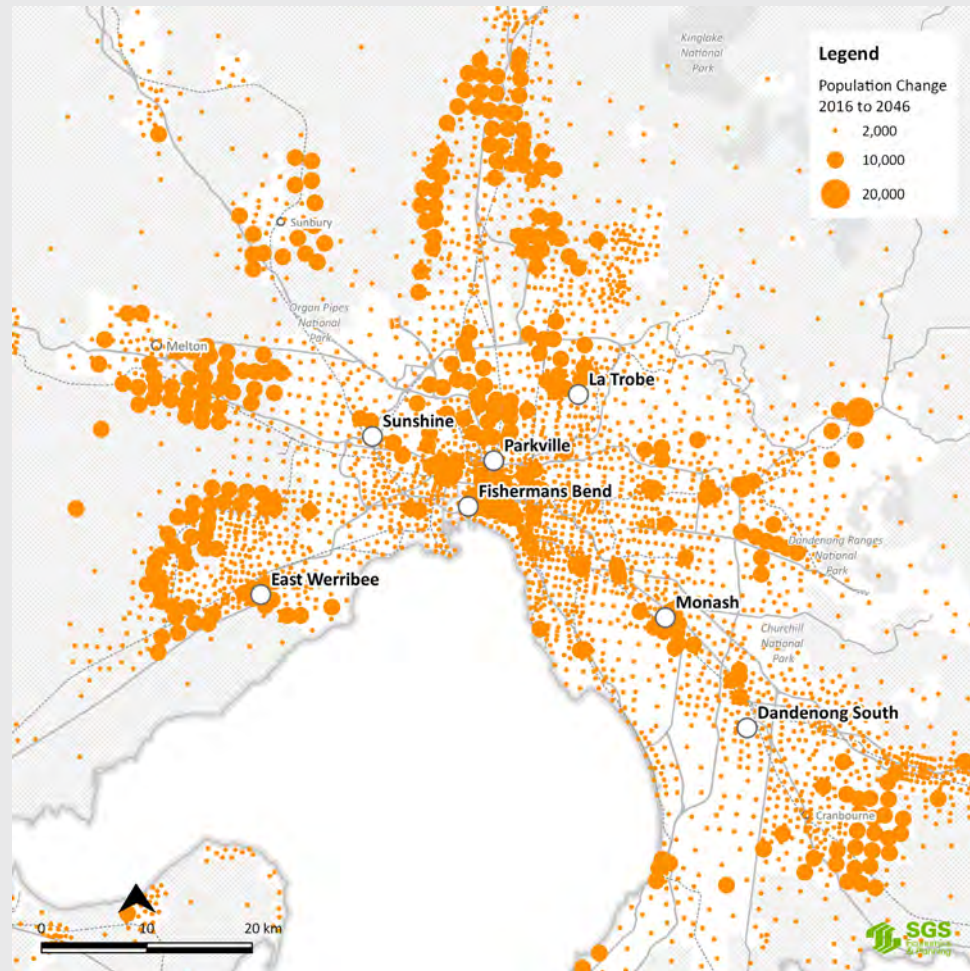 Kinglake
National
Park
Legend
Population Change
2016 to 2046
2,000
10,000
20,000
Sunbury
Organ Pipes
National
Park
Melton
La Trobe
Sunshine
Parkville
Fishermans Bend
Dandenong Ranges
National
Park
East Werribee
Monash
Churchill
National
Park
Dandenong South
Cranbourne
0
10
20 km
SGS
Economics
& Planning